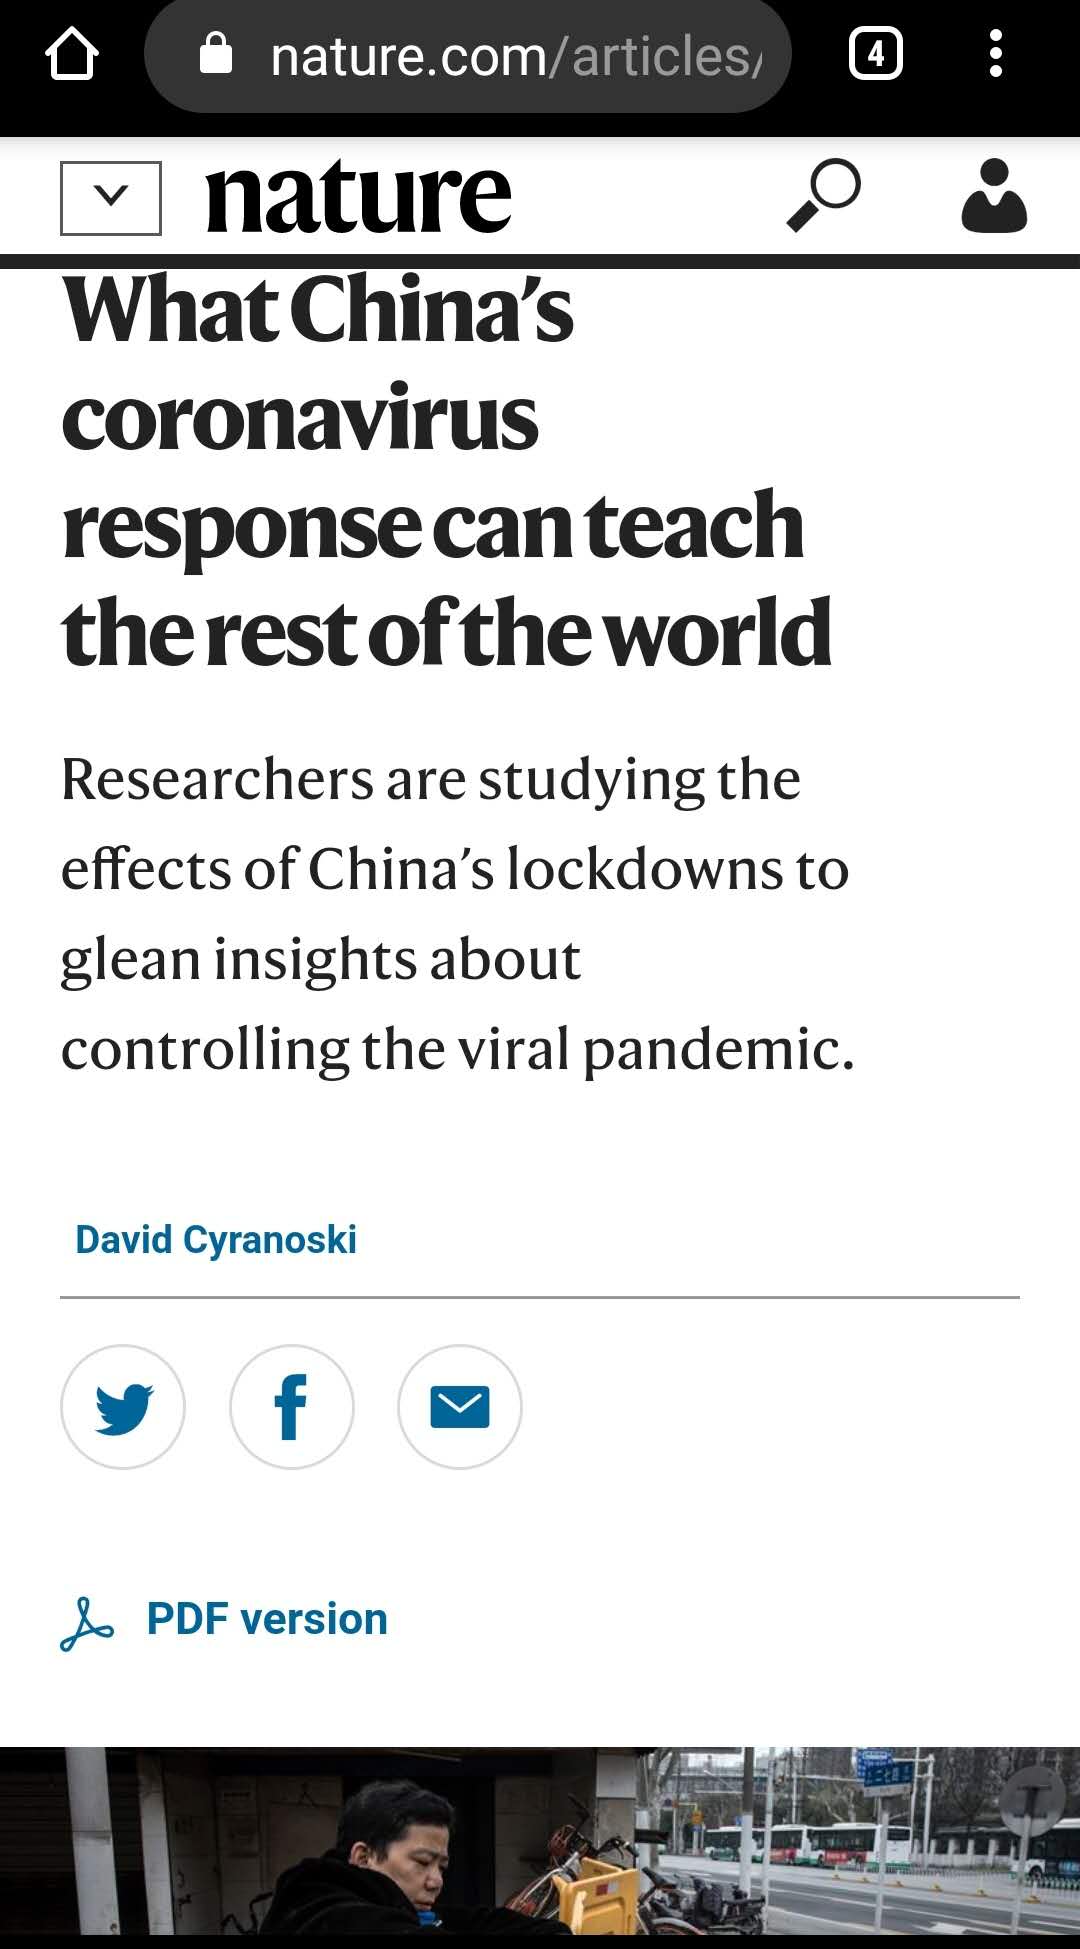 nature.com/articles/
4
nature
What China’s
coronavirus
response can teach
the rest of the world
Researchers are studying the
effects of China’s lockdowns to
glean insights about
controlling the viral pandemic.
David Cyranoski
PDF version